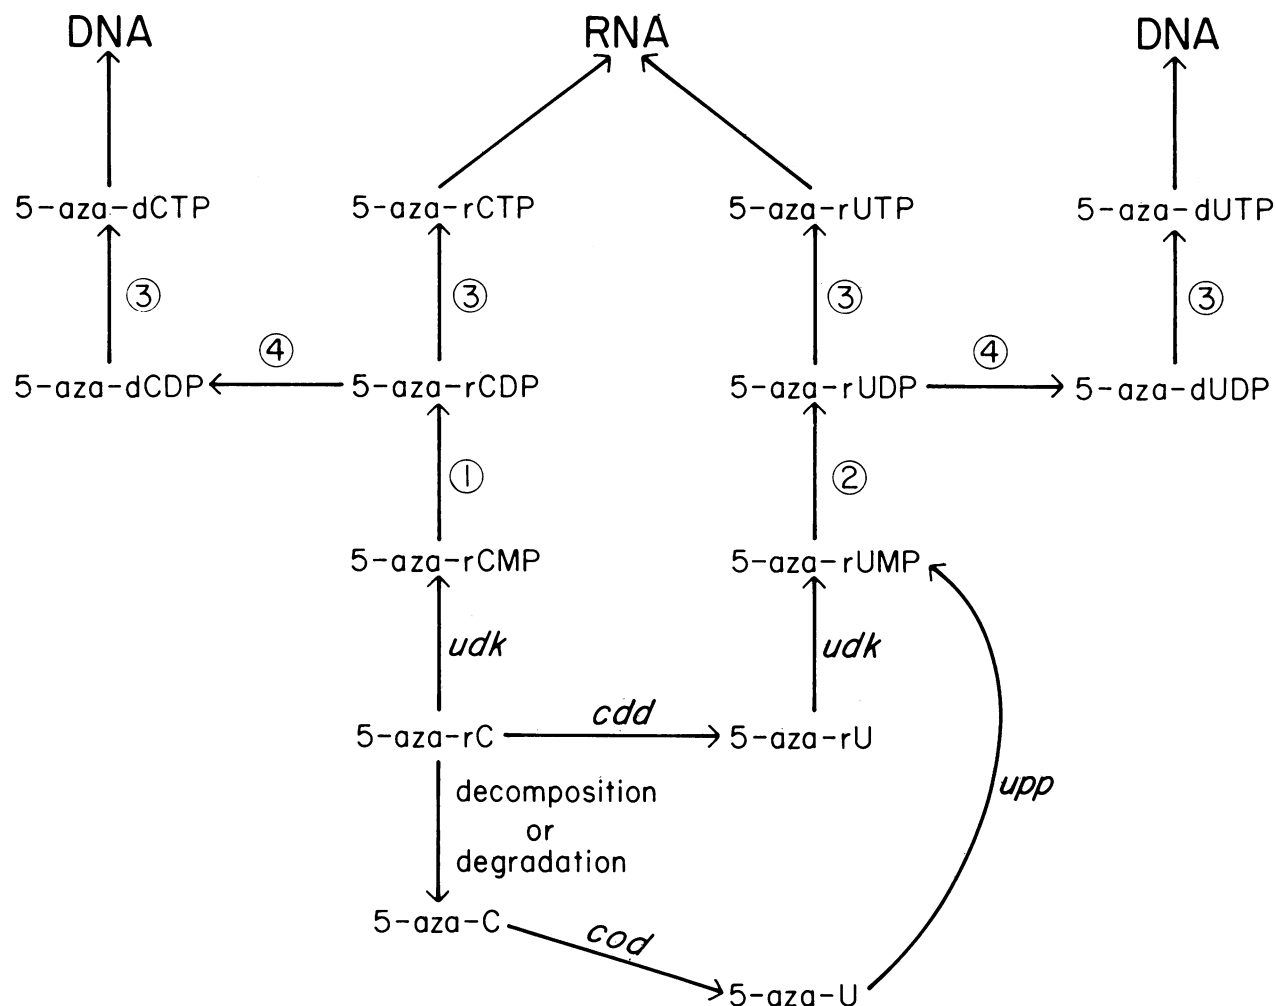 DNA RNA DNA
5-aza-dCTP 5-aza-rCTP 5-aza-rUTP 5-aza-dUTP
③ ③ ③ ③
④ ④
5-aza-dCDP 5-aza-rCDP 5-aza-rUDP 5-aza-dUDP
① ②
5-aza-rCMP 5-aza-rUMP
udk udk
cdd
5-aza-rC 5-aza-rU
decomposition
or
degradation
upp
5-aza-C
cod
5-aza-U